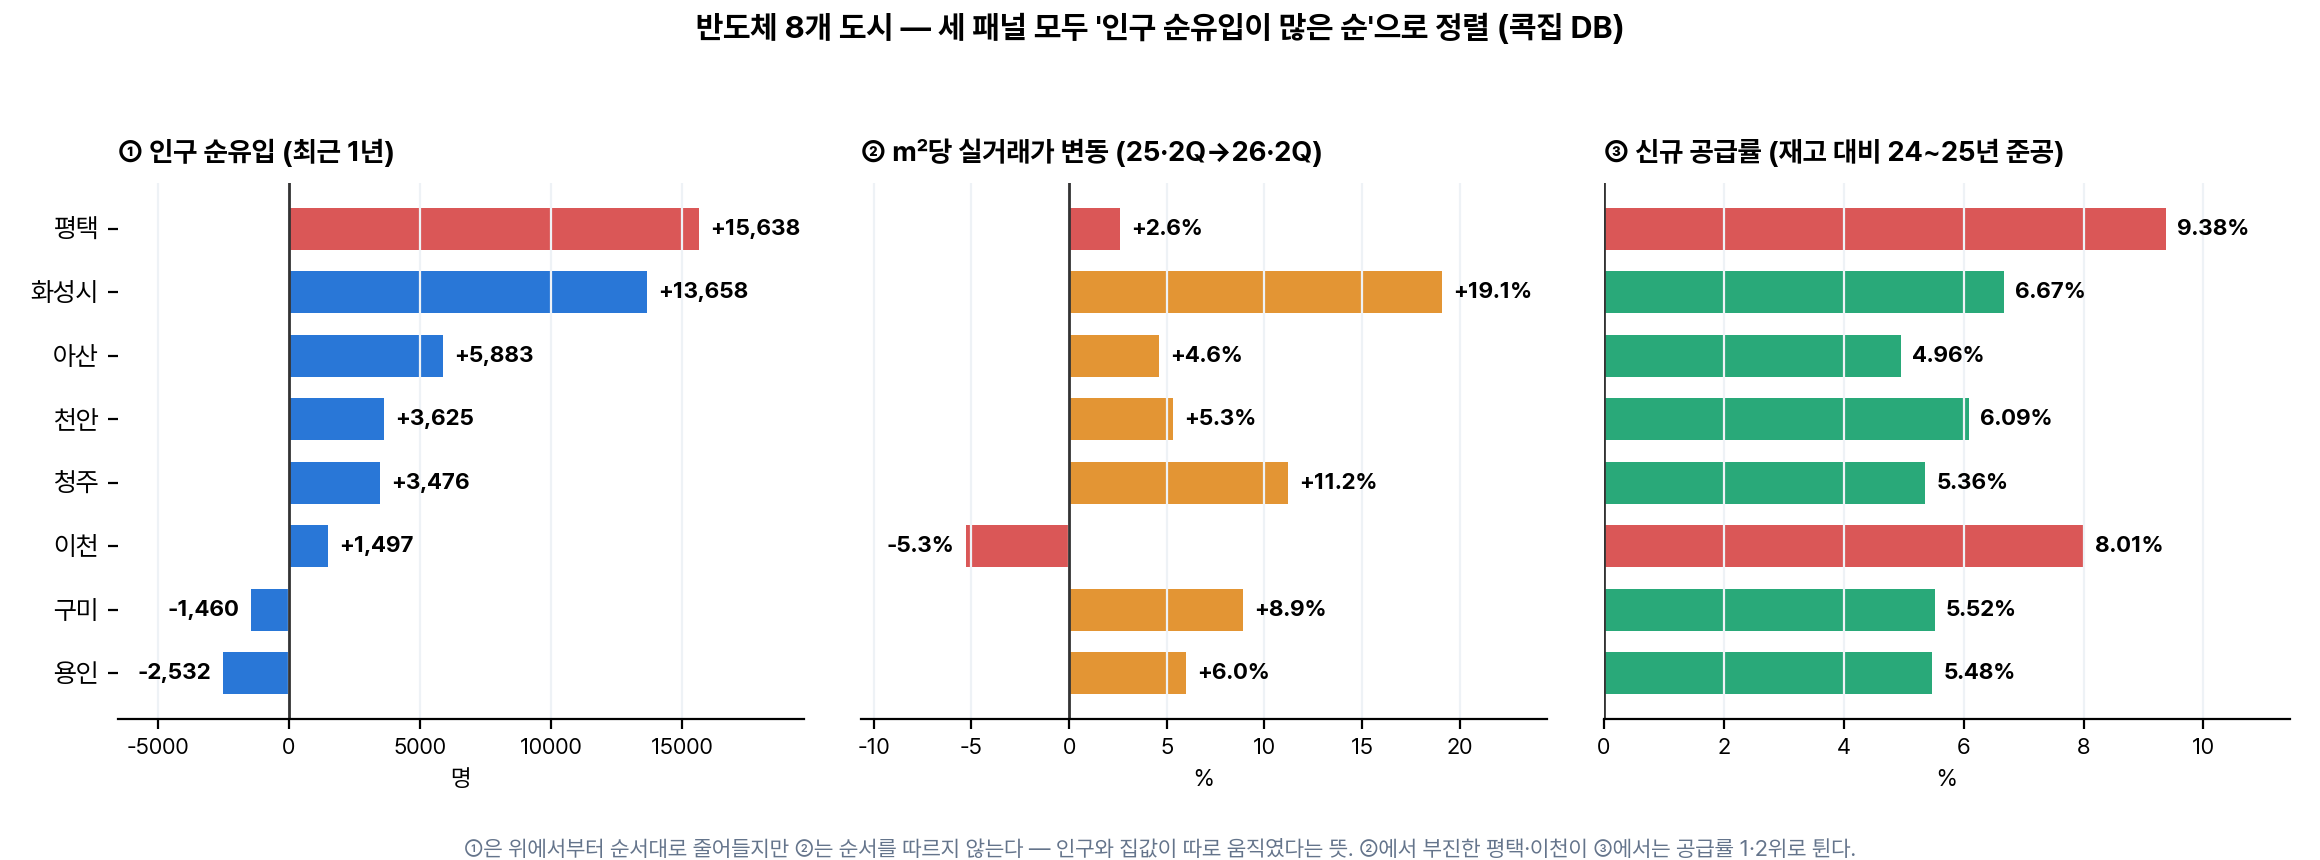 반도체 8개 도시 — 세 패널 모두 '인구 순유입이 많은 순'으로 정렬 (콕집 DB)
① 인구 순유입 (최근 1년)
평택
화성시
아산
천안
청주
이천
구미
용인
+15,638
+13,658
+5,883
+3,625
+3,476
+1,497
-1,460
-2,532
-5000 0 5000 10000 15000
명
② m²당 실거래가 변동 (25·2Q→26·2Q)
+2.6%
+19.1%
+4.6%
+5.3%
+11.2%
-5.3%
+8.9%
+6.0%
-10 -5 0 5 10 15 20
%
③ 신규 공급률 (재고 대비 24~25년 준공)
9.38%
6.67%
4.96%
6.09%
5.36%
8.01%
5.52%
5.48%
0 2 4 6 8 10
%
①은 위에서부터 순서대로 줄어들지만 ②는 순서를 따르지 않는다 — 인구와 집값이 따로 움직였다는 뜻. ②에서 부진한 평택·이천이 ③에서는 공급률 1·2위로 튄다.